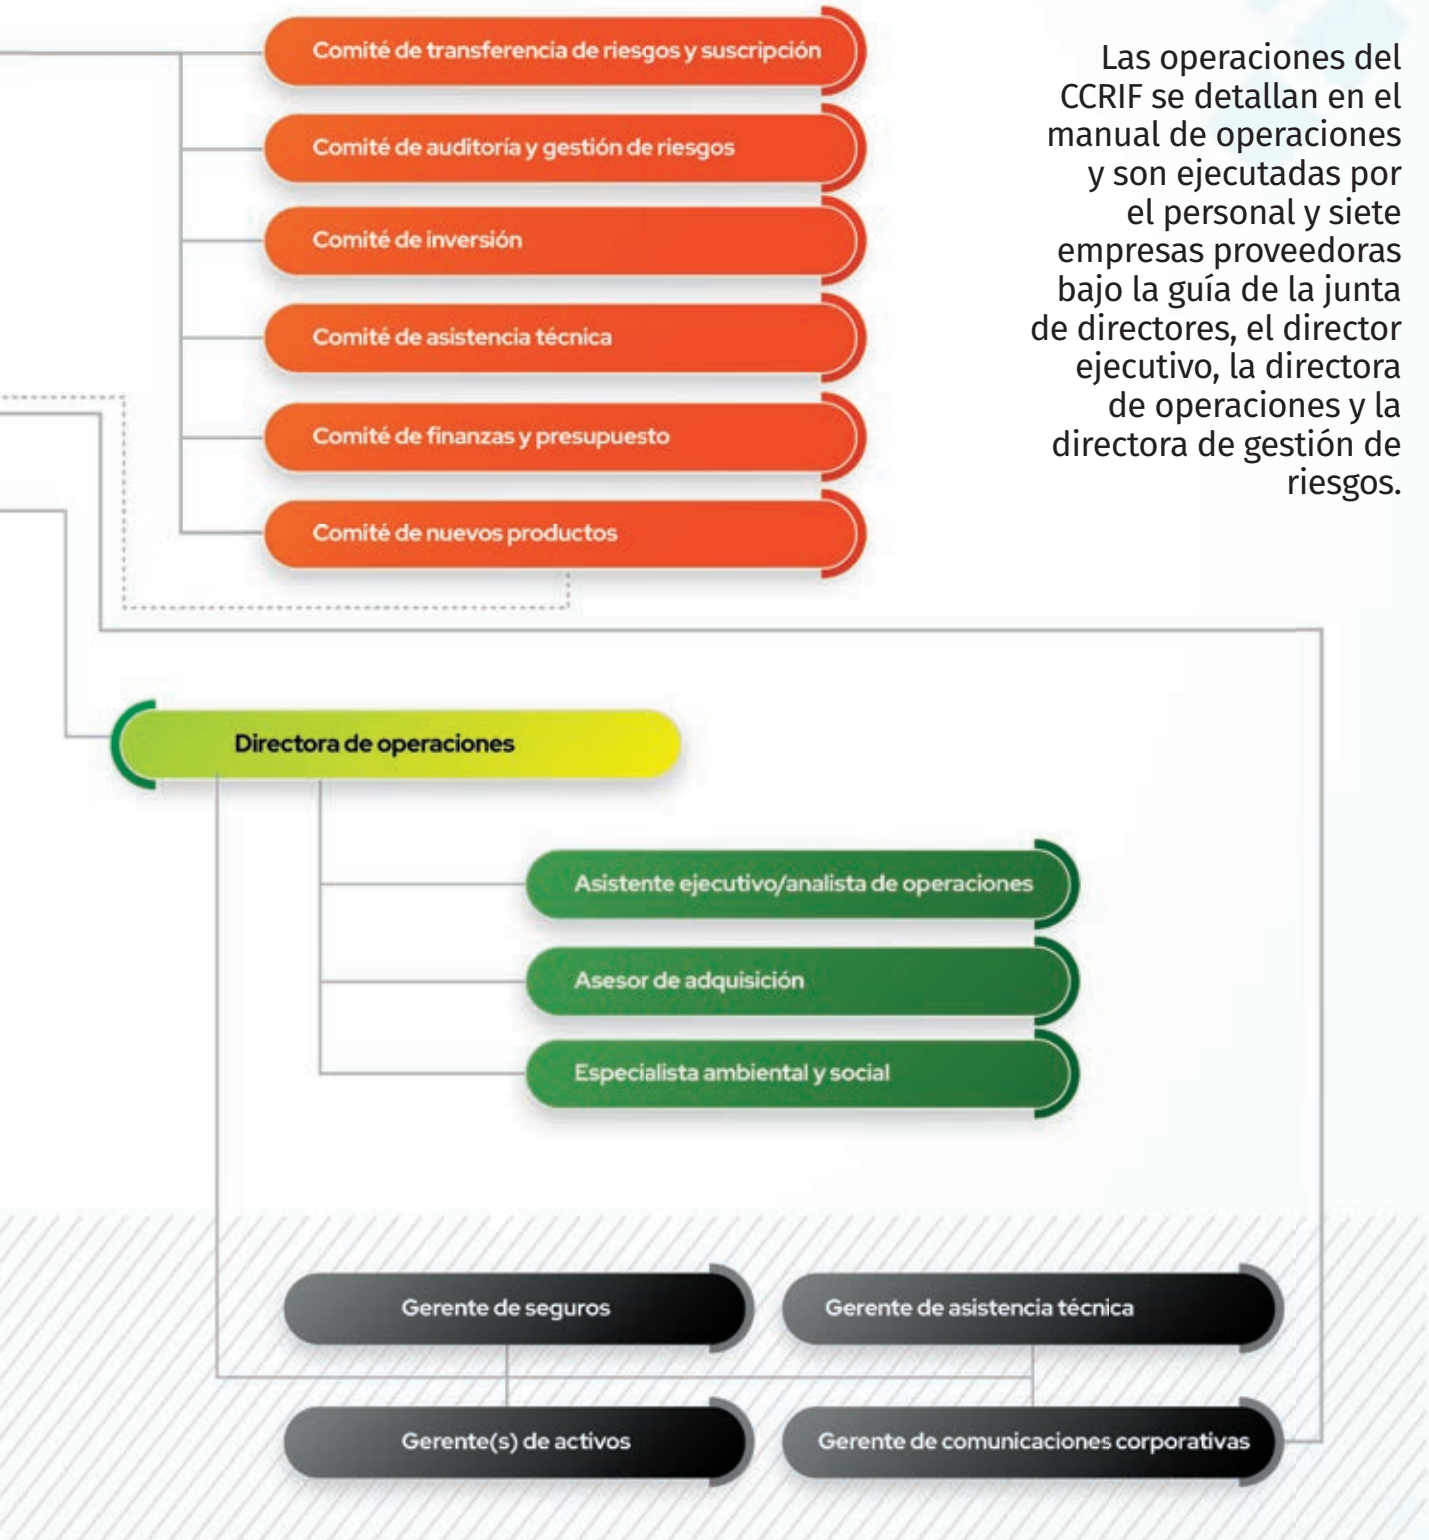 Comité de transferencia de riesgos y suscripción
Comité de auditoría y gestión de riesgos
Comité de inversión
Comité de asistencia técnica
Comité de finanzas y presupuesto
Comité de nuevos productos
Las operaciones del
CCRIF se detallan en el
manual de operaciones
y son ejecutadas por
el personal y siete
empresas proveedoras
bajo la guía de la junta
de directores, el director
ejecutivo, la directora
de operaciones y la
directora de gestión de
riesgos.
Directora de operaciones
Asistente ejecutivo/analista de operaciones
Asesor de adquisición
Especialista ambiental y social
Gerente de seguros
Gerente de asistencia técnica
Gerente(s) de activos
Gerente de comunicaciones corporativas